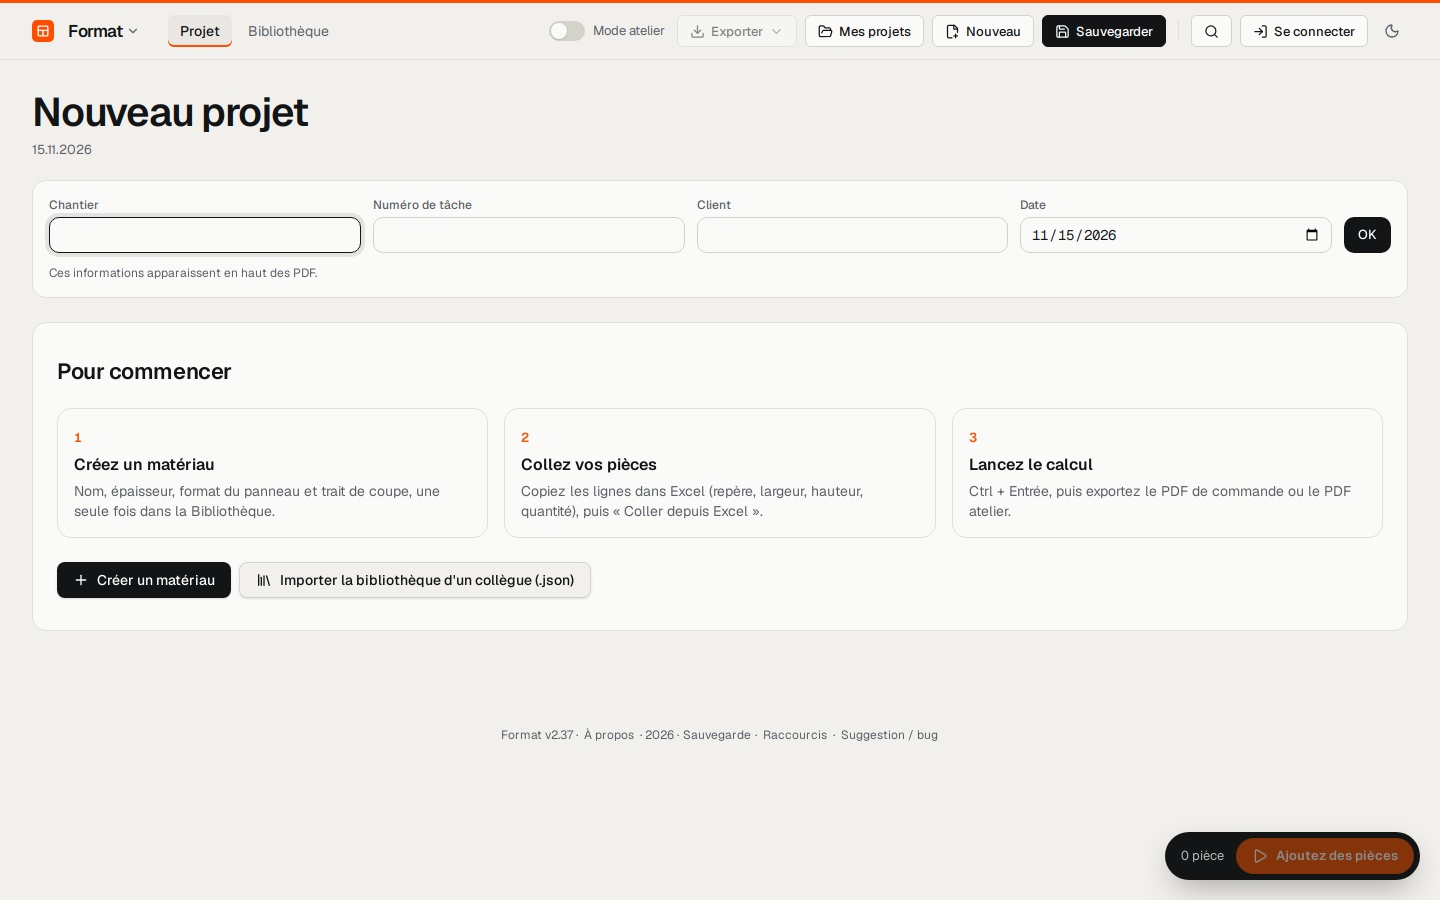 Format
Projet
Bibliothèque
Mode atelier
Exporter
Mes projets
Nouveau
Sauvegarder
Se connecter
Nouveau projet
15.11.2026
Chantier
Numéro de tâche
Client
Date
11/15/2026
OK
Ces informations apparaissent en haut des PDF.
Pour commencer
1
Créez un matériau
Nom, épaisseur, format du panneau et trait de coupe, une
seule fois dans la Bibliothèque.
2
Collez vos pièces
Copiez les lignes dans Excel (repère, largeur, hauteur,
quantité), puis « Coller depuis Excel ».
3
Lancez le calcul
Ctrl + Entrée, puis exportez le PDF de commande ou le PDF
atelier.
Créer un matériau
Importer la bibliothèque d'un collègue (.json)
Format v2.37 · À propos · 2026 · Sauvegarde · Raccourcis · Suggestion / bug
0 pièce
Ajoutez des pièces